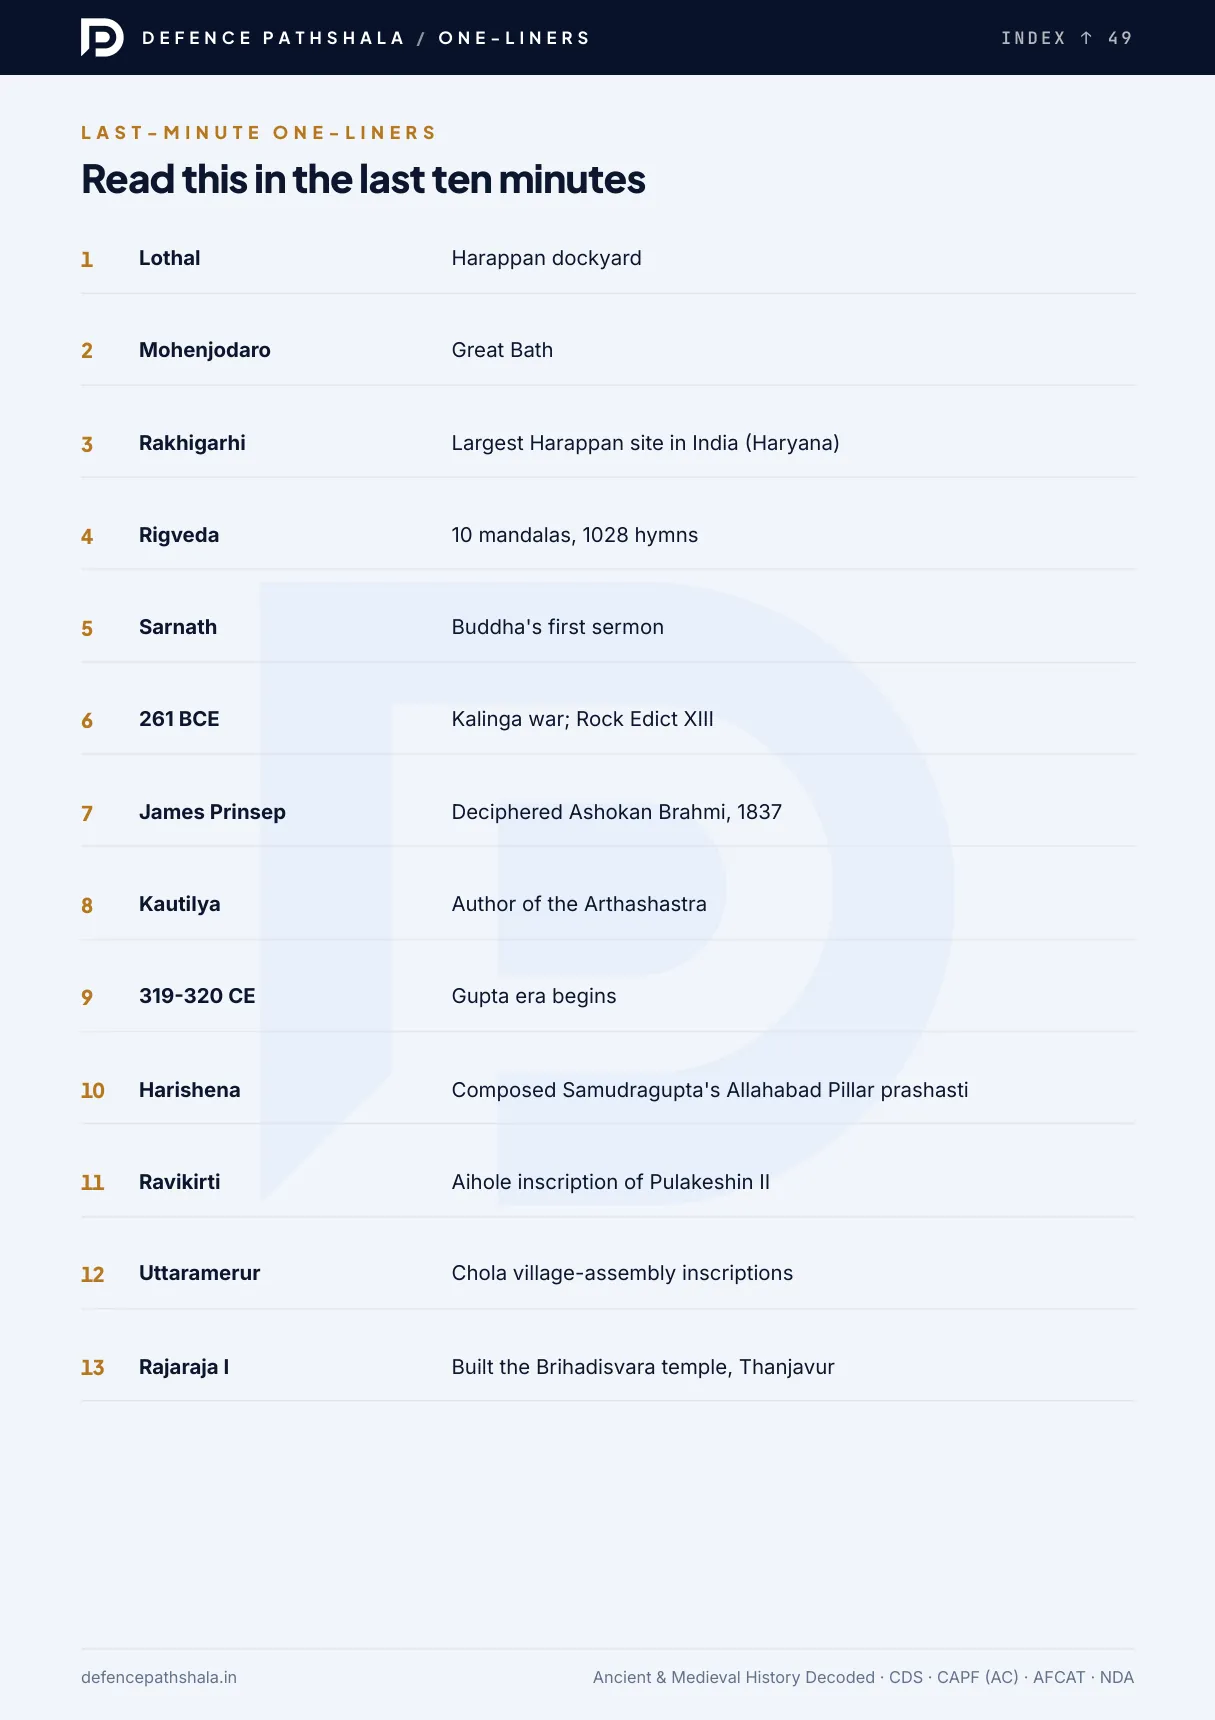 DEFENCE PATHSHALA / ONE-LINERS
INDEX ↑ 49
LAST-MINUTE ONE-LINERS
Read this in the last ten minutes
1 Lothal Harappan dockyard
2 Mohenjodaro Great Bath
3 Rakhigarhi Largest Harappan site in India (Haryana)
4 Rigveda 10 mandalas, 1028 hymns
5 Sarnath Buddha's first sermon
6 261 BCE Kalinga war; Rock Edict XIII
7 James Prinsep Deciphered Ashokan Brahmi, 1837
8 Kautilya Author of the Arthashastra
9 319-320 CE Gupta era begins
10 Harishena Composed Samudragupta's Allahabad Pillar prashasti
11 Ravikirti Aihole inscription of Pulakeshin II
12 Uttaramerur Chola village-assembly inscriptions
13 Rajaraja I Built the Brihadisvara temple, Thanjavur
defencepathshala.in
Ancient & Medieval History Decoded · CDS · CAPF (AC) · AFCAT · NDA